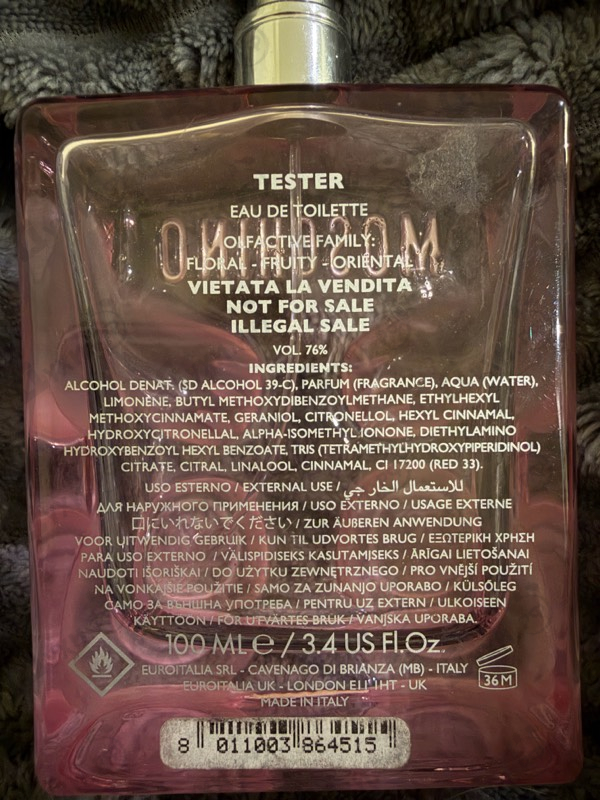 TESTER
EAU DE TOILETTE
OLFACTIVE FAMILY:
MOSCHINO
FLORAL - FRUITY - ORIENTAL
VIETATA LA VENDITA
NOT FOR SALE
ILLEGAL SALE
VOL. 76%
INGREDIENTS:
ALCOHOL DENAT. (SD ALCOHOL 39-C), PARFUM (FRAGRANCE), AQUA (WATER),
LIMONENE, BUTYL METHOXYDIBENZOYLMETHANE, ETHYLHEXYL
METHOXYCINNAMATE, GERANIOL, CITRONELLOL, HEXYL CINNAMAL,
HYDROXYCITRONELLAL, ALPHA-ISOMETHYL IONONE, DIETHYLAMINO
HYDROXYBENZOYL HEXYL BENZOATE, TRIS (TETRAMETHYLHYDROXYPIPERIDINOL)
CITRATE, CITRAL, LINALOOL, CINNAMAL, CI 17200 (RED 33).
USO ESTERNO / EXTERNAL USE / للاستعمال الخارجي
ДЛЯ НАРУЖНОГО ПРИМЕНЕНИЯ / USO EXTERNO / USAGE EXTERNE
口にいれないでください / ZUR ÄUßEREN ANWENDUNG
VOOR UITWENDIG GEBRUIK / KUN TIL UDVORTES BRUG / ΕΞΩΤΕΡΙΚΗ ΧΡΗΣΗ
PARA USO EXTERNO / VÄLISPIDISEKS KASUTAMISEKS / ĀRĪGAI LIETOŠANAI
NAUDOTI IŠORIŠKAI / DO UŻYTKU ZEWNĘTRZNEGO / PRO VNĚJŠÍ POUŽITÍ
NA VONKAJŠIE POUŽITIE / SAMO ZA ZUNANJO UPORABO / KÜLSŐLEG
САМО ЗА ВЪНШНА УПОТРЕБА / PENTRU UZ EXTERN / ULKOISEEN
KÄYTTOON / FÖR UTVÄRTES BRUK / VANJSKA UPORABA.
100 ML ℮ / 3.4 US Fl.Oz.
EUROITALIA SRL - CAVENAGO DI BRIANZA (MB) - ITALY
36 M
EUROITALIA UK - LONDON E1W 1HT - UK
MADE IN ITALY
8 011003 864515